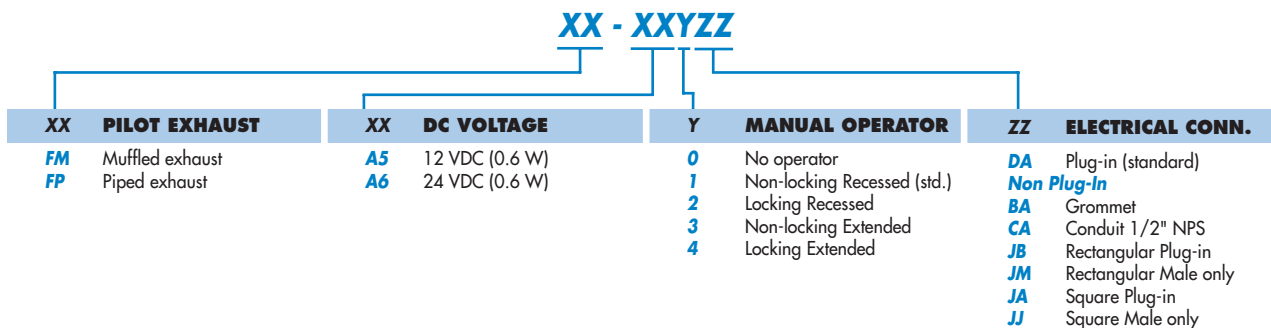 XX - XXYZZ
XX PILOT EXHAUST
FM Muffled exhaust
FP Piped exhaust
XX DC VOLTAGE
A5 12 VDC (0.6 W)
A6 24 VDC (0.6 W)
Y MANUAL OPERATOR
0 No operator
1 Non-locking Recessed (std.)
2 Locking Recessed
3 Non-locking Extended
4 Locking Extended
ZZ ELECTRICAL CONN.
DA Plug-in (standard)
Non Plug-In
BA Grommet
CA Conduit 1/2" NPS
JB Rectangular Plug-in
JM Rectangular Male only
JA Square Plug-in
JJ Square Male only